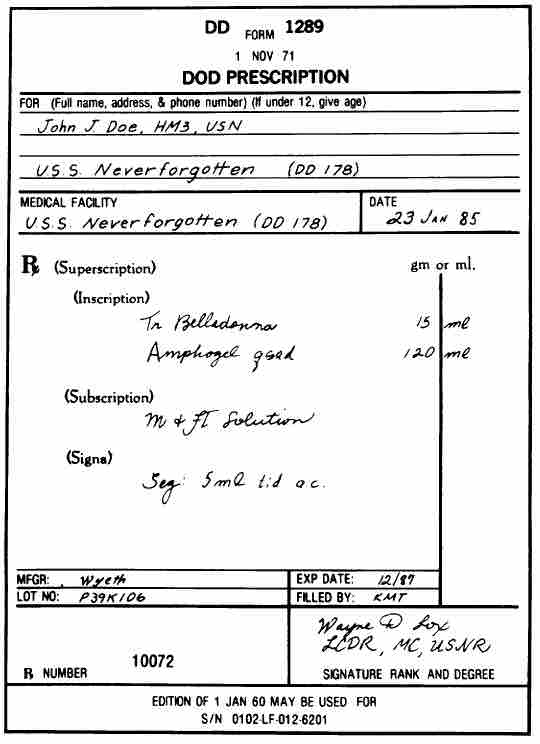 DD FORM 1289
1 NOV 71
DOD PRESCRIPTION
FOR (Full name, address, & phone number) (If under 12, give age)
John J. Doe, HM3, USN
U.S.S. Neverforgotten (DD 178)
MEDICAL FACILITY DATE
U.S.S. Neverforgotten (DD 178) 23 JAN 85
℞ (Superscription) gm or ml.
(Inscription)
Tr Belladonna 15 ml
Amphogel qsad 120 ml
(Subscription)
M & FT Solution
(Signa)
Sig: 5ml tid a.c.
MFGR: Wyeth EXP DATE: 12/87
LOT NO: P39K106 FILLED BY: KMT
Wayne D Lox
LCDR, MC, USNR
℞ NUMBER 10072 SIGNATURE RANK AND DEGREE
EDITION OF 1 JAN 60 MAY BE USED FOR
S/N 0102-LF-012-6201